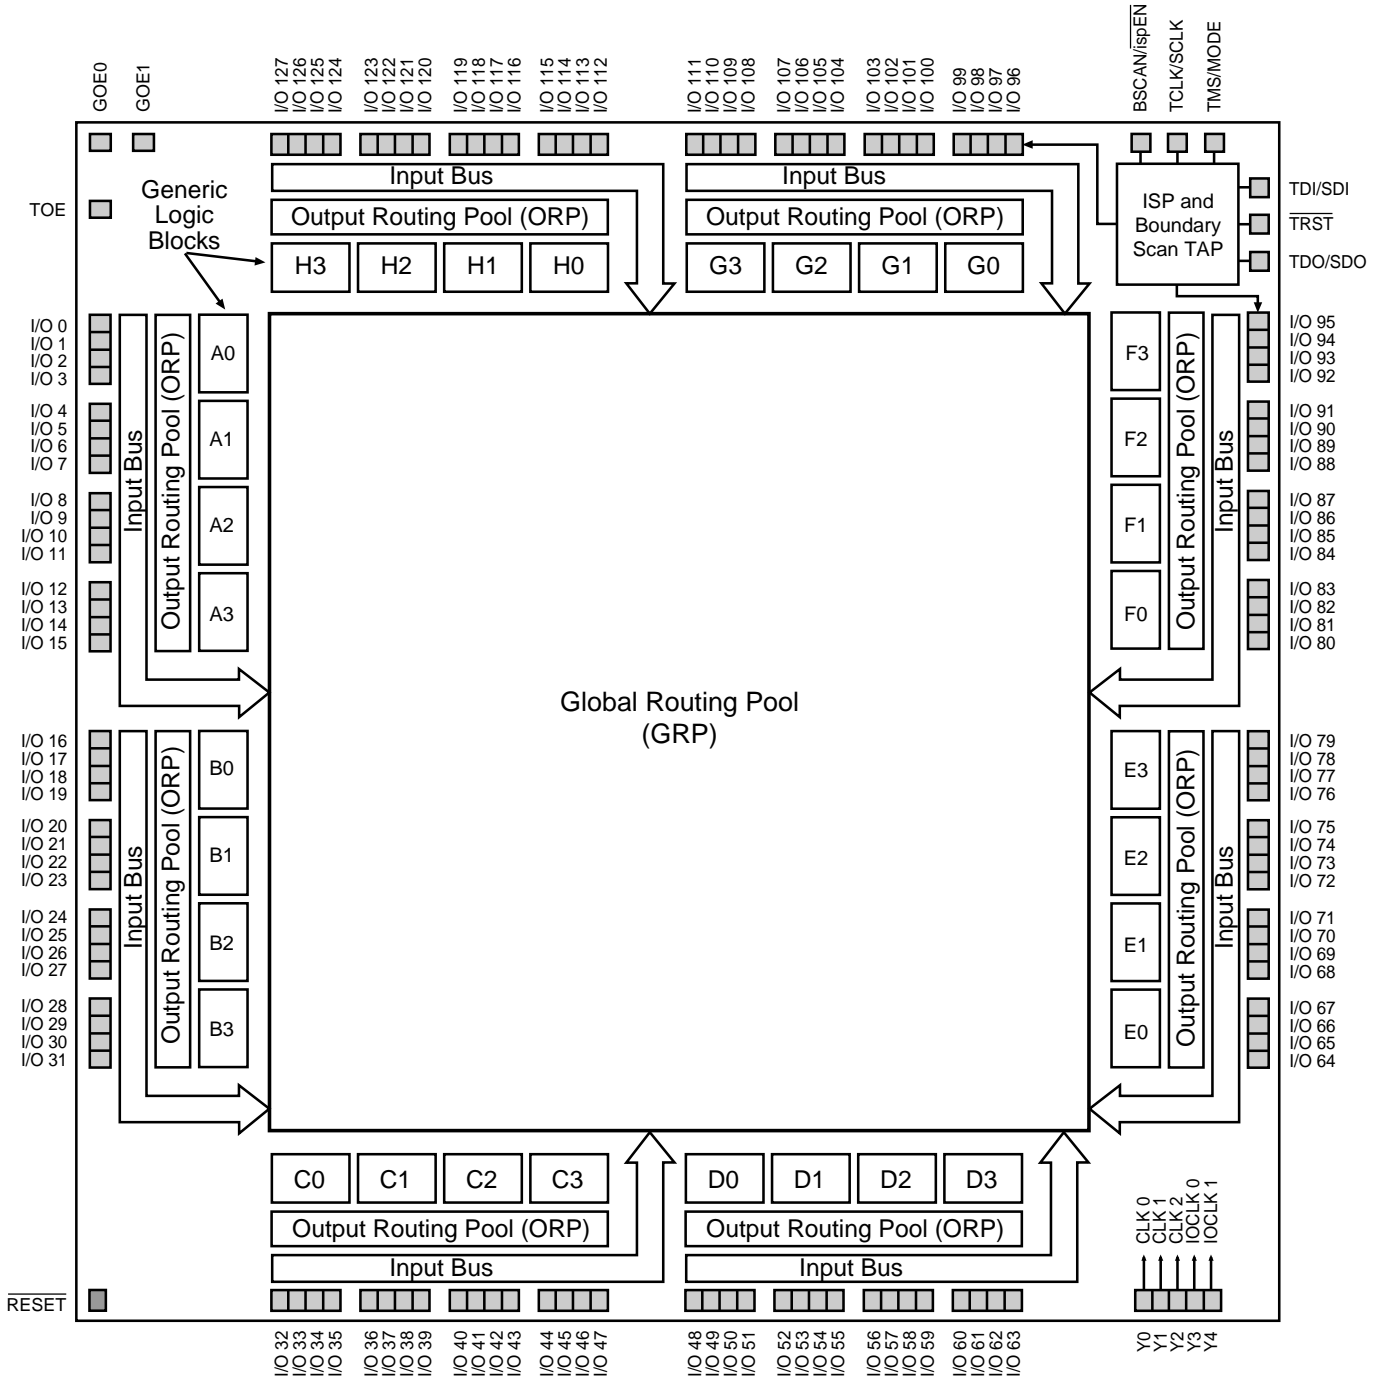 GOE0
GOE1
I/O 127
I/O 126
I/O 125
I/O 124
I/O 123
I/O 122
I/O 121
I/O 120
I/O 119
I/O 118
I/O 117
I/O 116
I/O 115
I/O 114
I/O 113
I/O 112
I/O 111
I/O 110
I/O 109
I/O 108
I/O 107
I/O 106
I/O 105
I/O 104
I/O 103
I/O 102
I/O 101
I/O 100
I/O 99
I/O 98
I/O 97
I/O 96
BSCAN/ispEN
TCLK/SCLK
TMS/MODE
TOE
Generic
Logic
Blocks
Input Bus
Output Routing Pool (ORP)
H3
H2
H1
H0
Input Bus
Output Routing Pool (ORP)
G3
G2
G1
G0
ISP and
Boundary
Scan TAP
TDI/SDI
TRST
TDO/SDO
I/O 0
I/O 1
I/O 2
I/O 3
I/O 4
I/O 5
I/O 6
I/O 7
I/O 8
I/O 9
I/O 10
I/O 11
I/O 12
I/O 13
I/O 14
I/O 15
Input Bus
Output Routing Pool (ORP)
A0
A1
A2
A3
I/O 16
I/O 17
I/O 18
I/O 19
I/O 20
I/O 21
I/O 22
I/O 23
I/O 24
I/O 25
I/O 26
I/O 27
I/O 28
I/O 29
I/O 30
I/O 31
Input Bus
Output Routing Pool (ORP)
B0
B1
B2
B3
Global Routing Pool
(GRP)
F3
F2
F1
F0
Output Routing Pool (ORP)
Input Bus
I/O 95
I/O 94
I/O 93
I/O 92
I/O 91
I/O 90
I/O 89
I/O 88
I/O 87
I/O 86
I/O 85
I/O 84
I/O 83
I/O 82
I/O 81
I/O 80
E3
E2
E1
E0
Output Routing Pool (ORP)
Input Bus
I/O 79
I/O 78
I/O 77
I/O 76
I/O 75
I/O 74
I/O 73
I/O 72
I/O 71
I/O 70
I/O 69
I/O 68
I/O 67
I/O 66
I/O 65
I/O 64
C0
C1
C2
C3
Output Routing Pool (ORP)
Input Bus
D0
D1
D2
D3
Output Routing Pool (ORP)
Input Bus
CLK 0
CLK 1
CLK 2
IOCLK 0
IOCLK 1
RESET
I/O 32
I/O 33
I/O 34
I/O 35
I/O 36
I/O 37
I/O 38
I/O 39
I/O 40
I/O 41
I/O 42
I/O 43
I/O 44
I/O 45
I/O 46
I/O 47
I/O 48
I/O 49
I/O 50
I/O 51
I/O 52
I/O 53
I/O 54
I/O 55
I/O 56
I/O 57
I/O 58
I/O 59
I/O 60
I/O 61
I/O 62
I/O 63
Y0
Y1
Y2
Y3
Y4